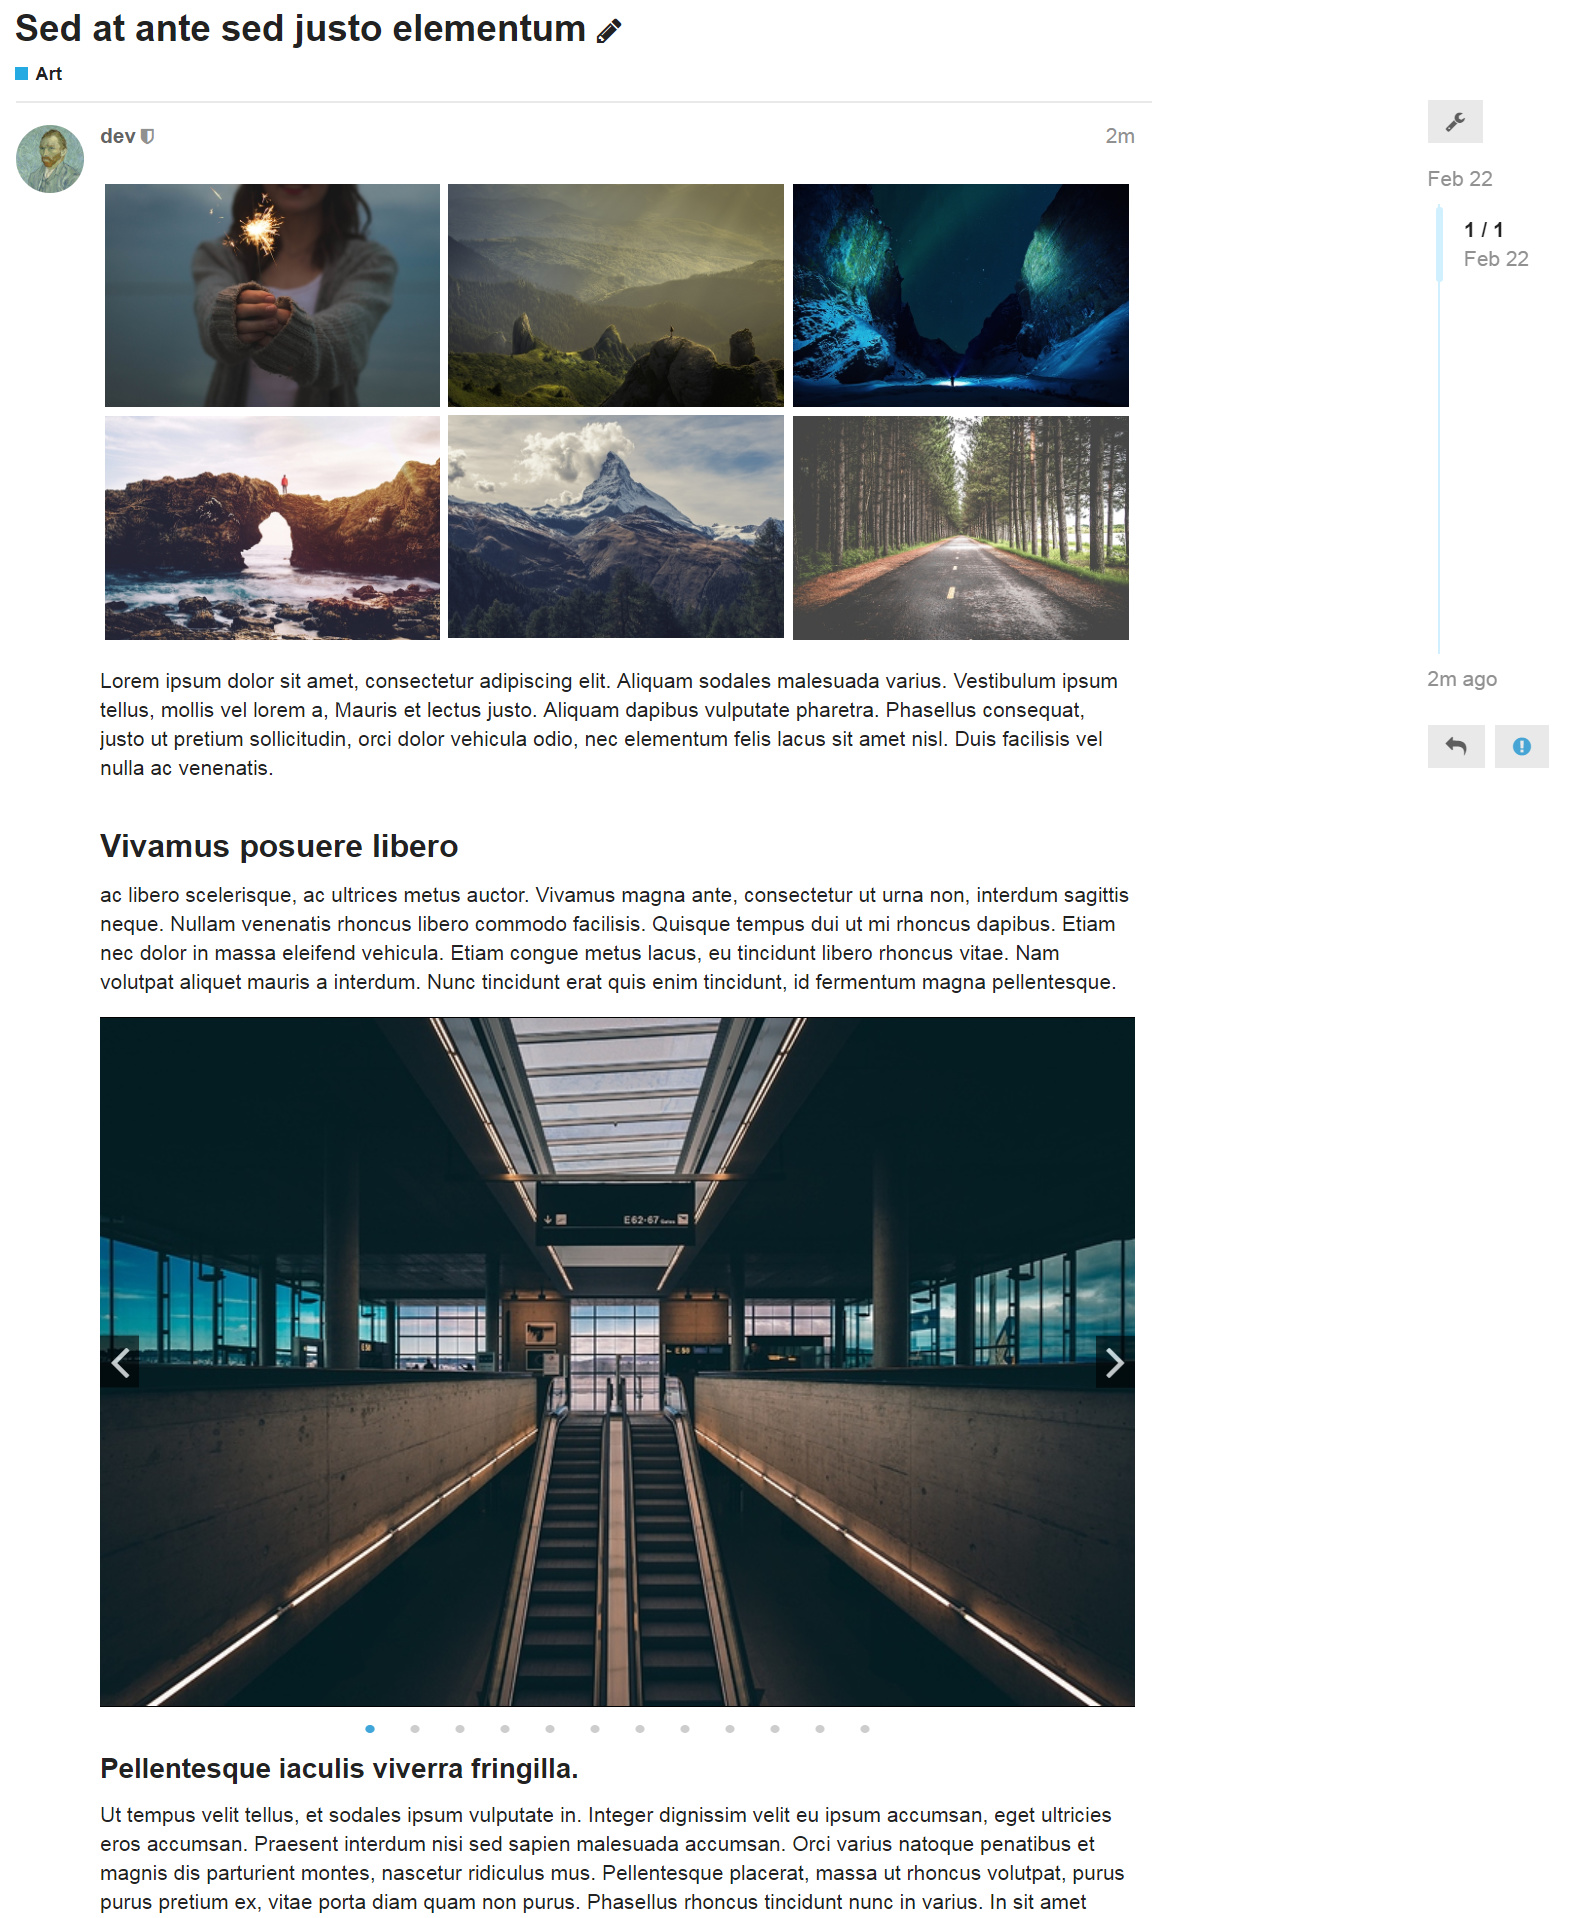 Sed at ante sed justo elementum
Art
dev
2m
Feb 22
1 / 1
Feb 22
2m ago
Lorem ipsum dolor sit amet, consectetur adipiscing elit. Aliquam sodales malesuada varius. Vestibulum ipsum
tellus, mollis vel lorem a, Mauris et lectus justo. Aliquam dapibus vulputate pharetra. Phasellus consequat,
justo ut pretium sollicitudin, orci dolor vehicula odio, nec elementum felis lacus sit amet nisl. Duis facilisis vel
nulla ac venenatis.
Vivamus posuere libero
ac libero scelerisque, ac ultrices metus auctor. Vivamus magna ante, consectetur ut urna non, interdum sagittis
neque. Nullam venenatis rhoncus libero commodo facilisis. Quisque tempus dui ut mi rhoncus dapibus. Etiam
nec dolor in massa eleifend vehicula. Etiam congue metus lacus, eu tincidunt libero rhoncus vitae. Nam
volutpat aliquet mauris a interdum. Nunc tincidunt erat quis enim tincidunt, id fermentum magna pellentesque.
E62-67 Gates
Pellentesque iaculis viverra fringilla.
Ut tempus velit tellus, et sodales ipsum vulputate in. Integer dignissim velit eu ipsum accumsan, eget ultricies
eros accumsan. Praesent interdum nisi sed sapien malesuada accumsan. Orci varius natoque penatibus et
magnis dis parturient montes, nascetur ridiculus mus. Pellentesque placerat, massa ut rhoncus volutpat, purus
purus pretium ex, vitae porta diam quam non purus. Phasellus rhoncus tincidunt nunc in varius. In sit amet